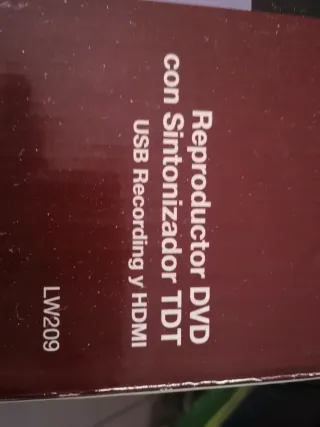 Reproductor DVD
con Sintonizador TDT
USB Recording y HDMI
LW209